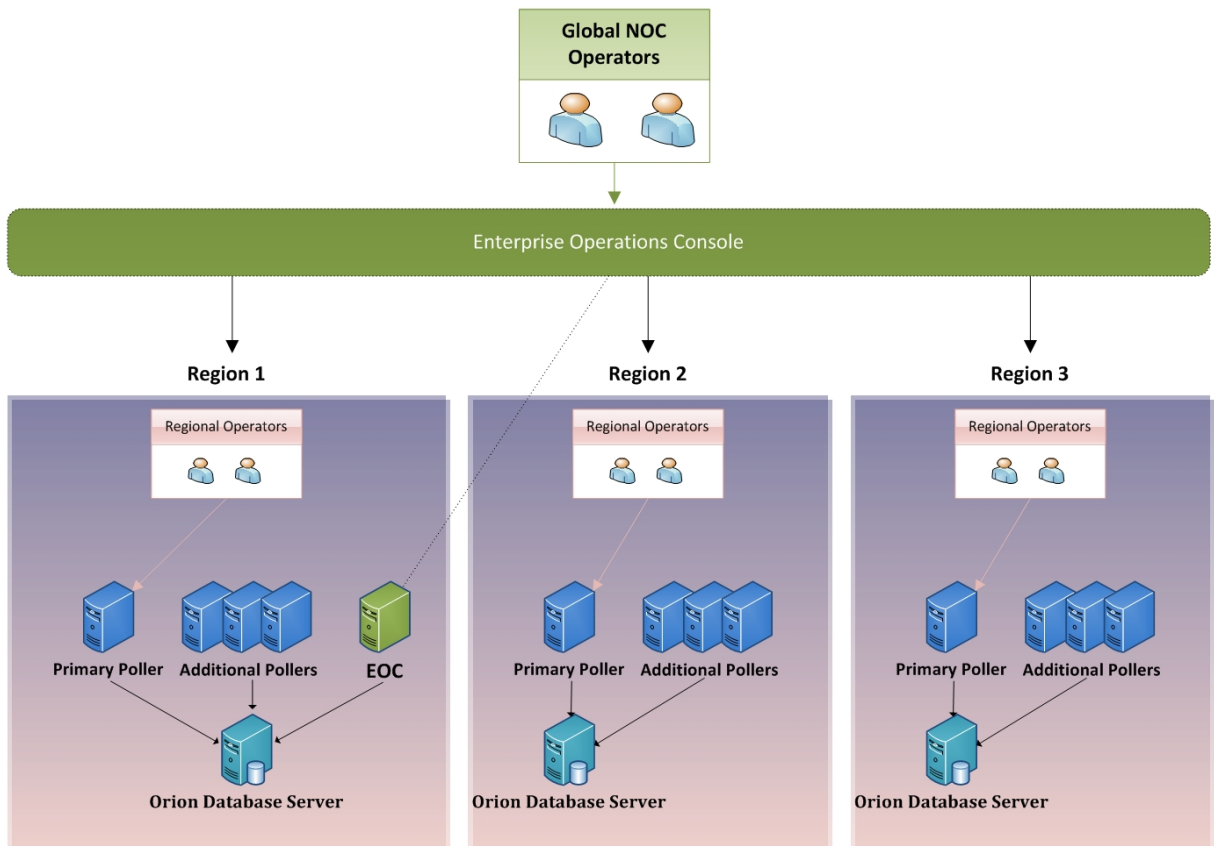 Global NOC
Operators
Enterprise Operations Console
Region 1
Region 2
Region 3
Regional Operators
Regional Operators
Regional Operators
Primary Poller
Additional Pollers
EOC
Primary Poller
Additional Pollers
Primary Poller
Additional Pollers
Orion Database Server
Orion Database Server
Orion Database Server